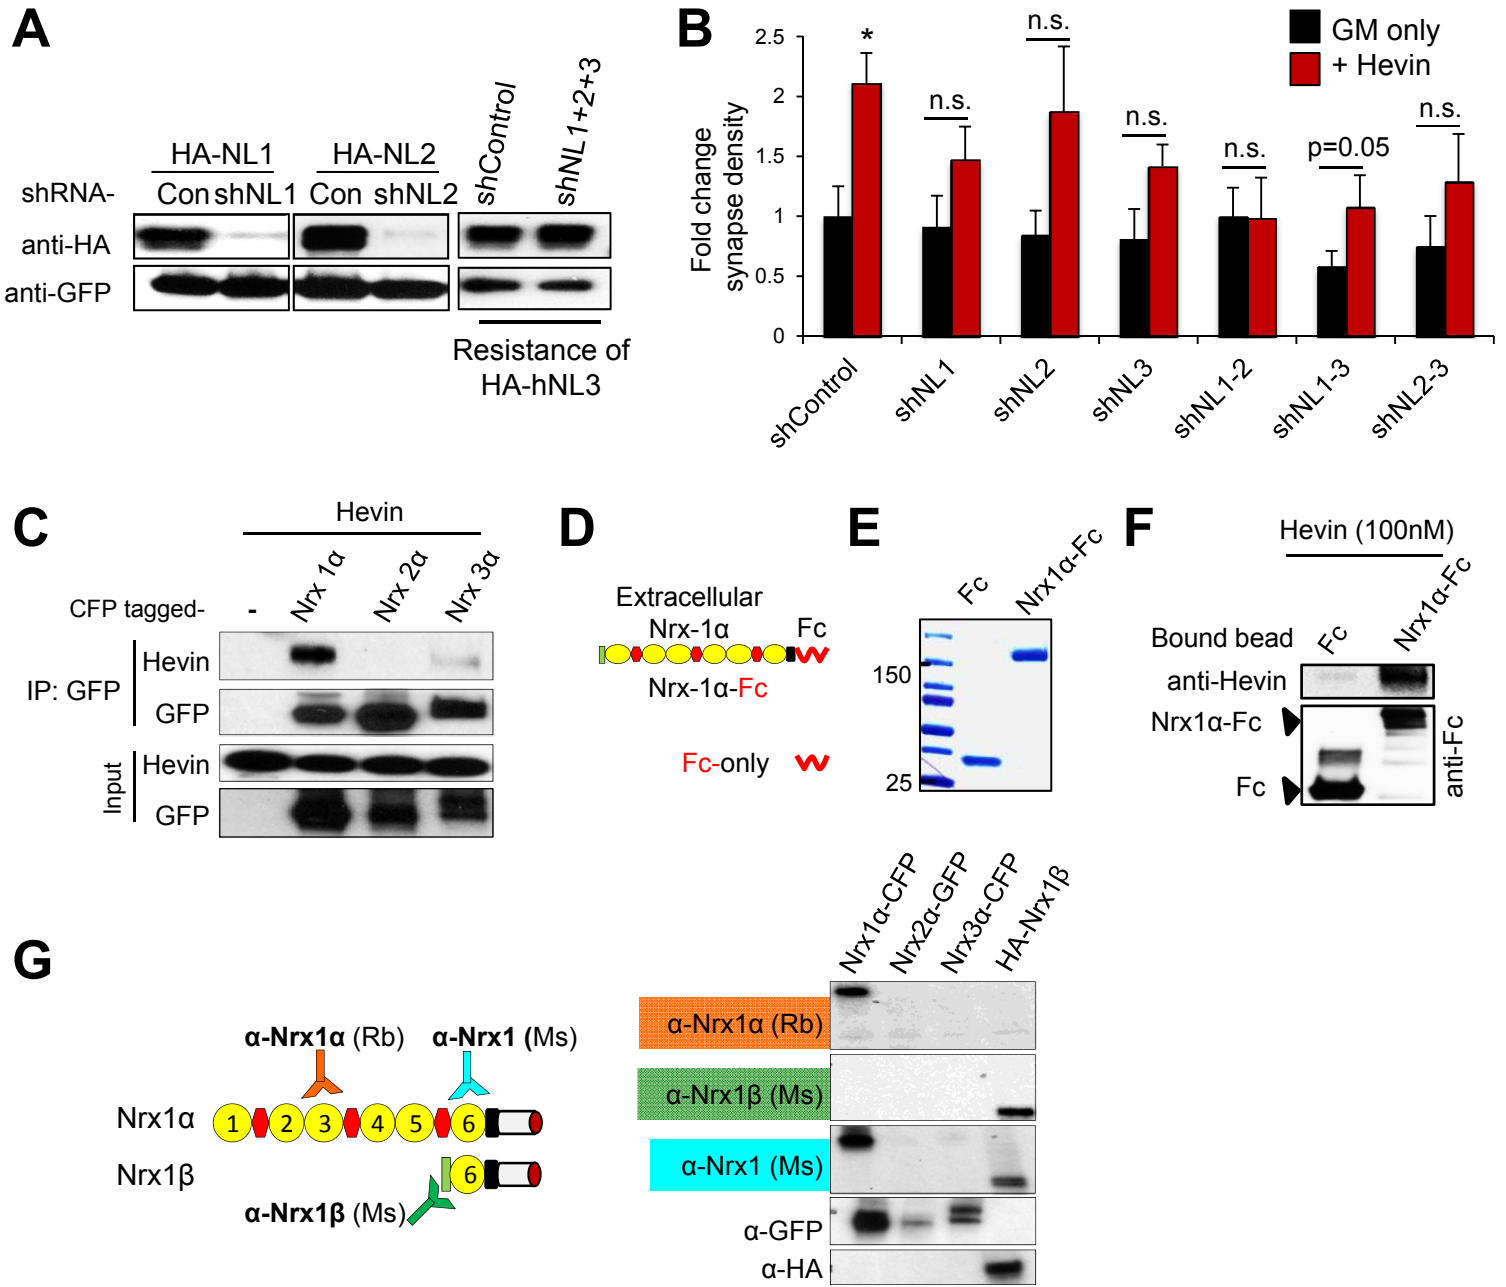 A
HA-NL1
HA-NL2
shControl
shNL1+2+3
shRNA-
Con shNL1
Con shNL2
anti-HA
anti-GFP
Resistance of
HA-hNL3
B
GM only
+ Hevin
Fold change
synapse density
2.5
2
1.5
1
0.5
0
*
n.s.
n.s.
n.s.
n.s.
p=0.05
n.s.
shControl
shNL1
shNL2
shNL3
shNL1-2
shNL1-3
shNL2-3
C
Hevin
CFP tagged-
-
Nrx 1α
Nrx 2α
Nrx 3α
IP: GFP
Hevin
GFP
Input
Hevin
GFP
D
Extracellular
Nrx-1α
Fc
Nrx-1α-Fc
Fc-only
E
Fc
Nrx1α-Fc
150
25
F
Hevin (100nM)
Bound bead
Fc
Nrx1α-Fc
anti-Hevin
Nrx1α-Fc
Fc
anti-Fc
G
α-Nrx1α (Rb)
α-Nrx1 (Ms)
Nrx1α
1
2
3
4
5
6
Nrx1β
6
α-Nrx1β (Ms)
Nrx1α-CFP
Nrx2α-GFP
Nrx3α-CFP
HA-Nrx1β
α-Nrx1α (Rb)
α-Nrx1β (Ms)
α-Nrx1 (Ms)
α-GFP
α-HA